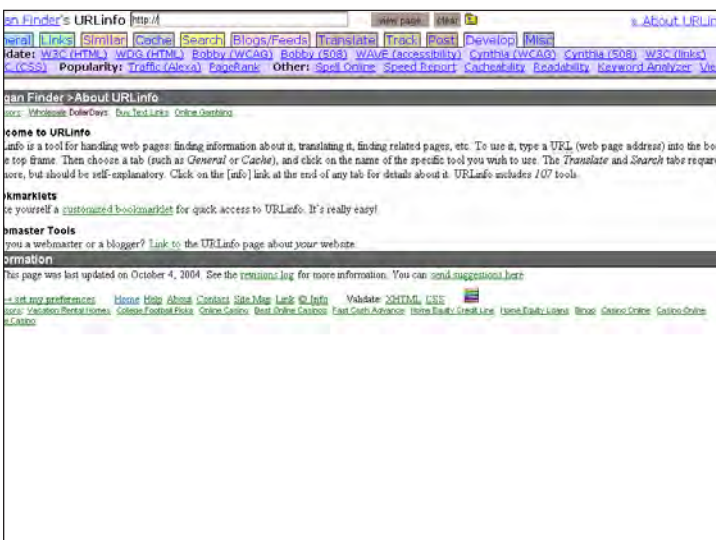 an Finder's URLinfo http:// view page clear » About URLin
neral Links Similar Cache Search Blogs/Feeds Translate Track Post Develop Misc
idate: W3C (HTML) WDG (HTML) Bobby (WCAG) Bobby (508) WAVE (accessibility) Cynthia (WCAG) Cynthia (508) W3C (links)
C (CSS) Popularity: Traffic (Alexa) PageRank Other: Spell Online Speed Report Cacheability Readability Keyword Analyzer Vie
gan Finder > About URLinfo
sors: Wholesale DollarDays Buy Text Links Online Gambling
come to URLinfo
Linfo is a tool for handling web pages: finding information about it, translating it, finding related pages, etc. To use it, type a URL (web page address) into the bo
e top frame. Then choose a tab (such as General or Cache), and click on the name of the specific tool you wish to use. The Translate and Search tabs require
more, but should be self-explanatory. Click on the [info] link at the end of any tab for details about it. URLinfo includes 107 tools.
okmarklets
ke yourself a customized bookmarklet for quick access to URLinfo. It's really easy!
bmaster Tools
you a webmaster or a blogger? Link to the URLinfo page about your website.
ormation
This page was last updated on October 4, 2004. See the revisions log for more information. You can send suggestions here
set my preferences Home Help About Contact Site Map Link © Info Validate: XHTML CSS
sors: Vacation Rental Homes College Football Picks Online Casino Best Online Casinos Fast Cash Advance Home Equity Credit Line Home Equity Loans Bingo Casino Online Casino Online
e Casino